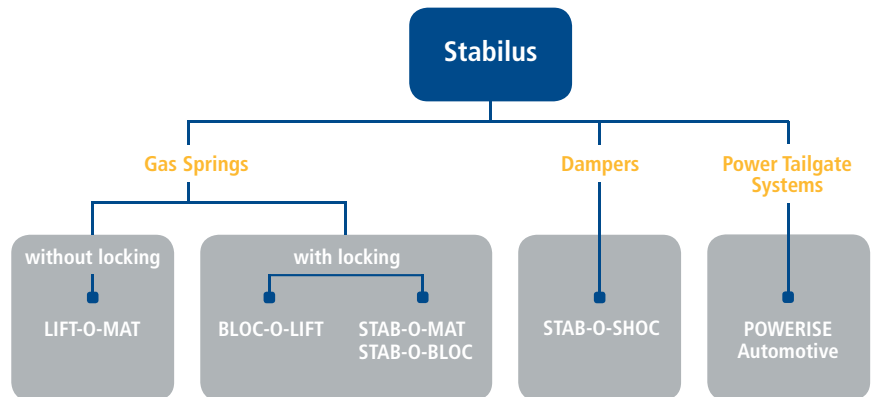 Stabilus
Gas Springs
Dampers
Power Tailgate
Systems
without locking
with locking
LIFT-O-MAT
BLOC-O-LIFT
STAB-O-MAT
STAB-O-BLOC
STAB-O-SHOC
POWERISE
Automotive